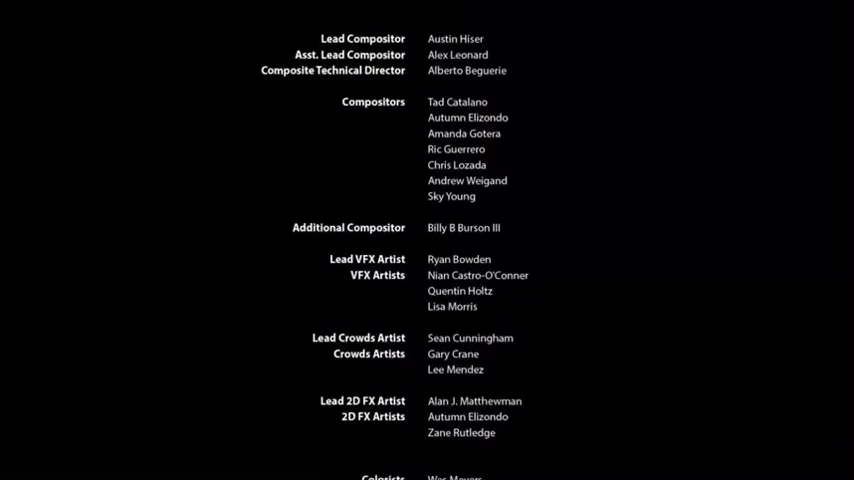 Lead Compositor Austin Hiser
Asst. Lead Compositor Alex Leonard
Composite Technical Director Alberto Beguerie
Compositors Tad Catalano
Autumn Elizondo
Amanda Gotera
Ric Guerrero
Chris Lozada
Andrew Weigand
Sky Young
Additional Compositor Billy B Burson III
Lead VFX Artist Ryan Bowden
VFX Artists Nian Castro-O'Conner
Quentin Holtz
Lisa Morris
Lead Crowds Artist Sean Cunningham
Crowds Artists Gary Crane
Lee Mendez
Lead 2D FX Artist Alan J. Matthewman
2D FX Artists Autumn Elizondo
Zane Rutledge
Colorists Wes